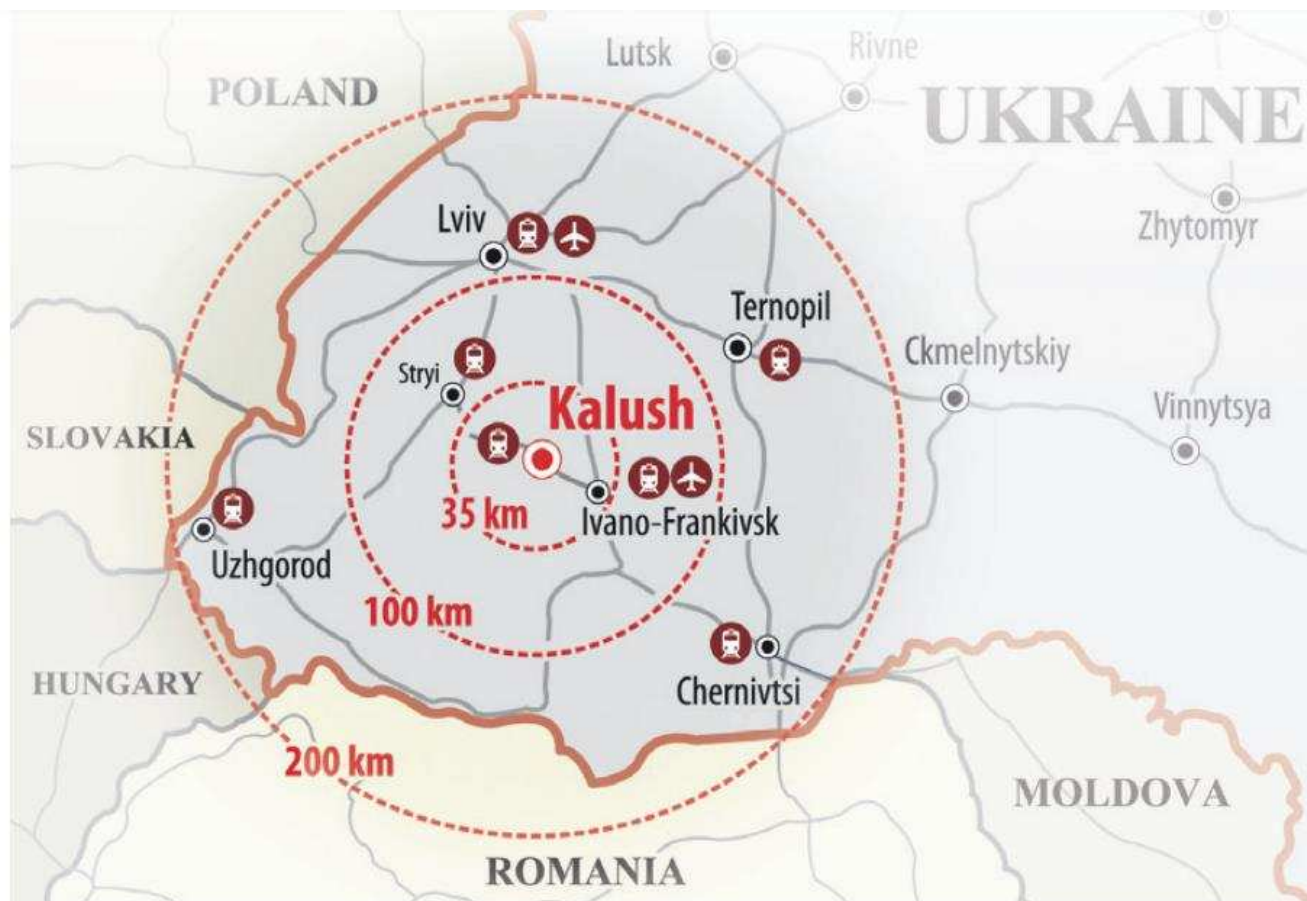 Lutsk
Rivne
POLAND
UKRAINE
Zhytomyr
Lviv
Ternopil
Ckmelnytskiy
Stryi
Kalush
Vinnytsya
SLOVAKIA
35 km
Ivano-Frankivsk
Uzhgorod
100 km
HUNGARY
Chernivtsi
200 km
MOLDOVA
ROMANIA